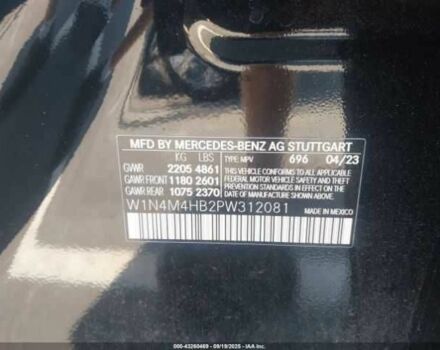 MFD BY MERCEDES-BENZ AG STUTTGART
KG LBS TYPE: MPV 696 04/23
GVWR 2205 4861
GAWR FRONT 1180 2601
GAWR REAR 1075 2370
THIS VEHICLE CONFORMS TO ALL APPLICABLE
FEDERAL MOTOR VEHICLE SAFETY AND
THEFT PREVENTION STANDARDS IN EFFECT
ON THE DATE OF MANUFACTURE SHOWN ABOVE.
W1N4M4HB2PW312081 MADE IN MEXICO
000-43260469 - 09/19/2025 - IAA Inc.